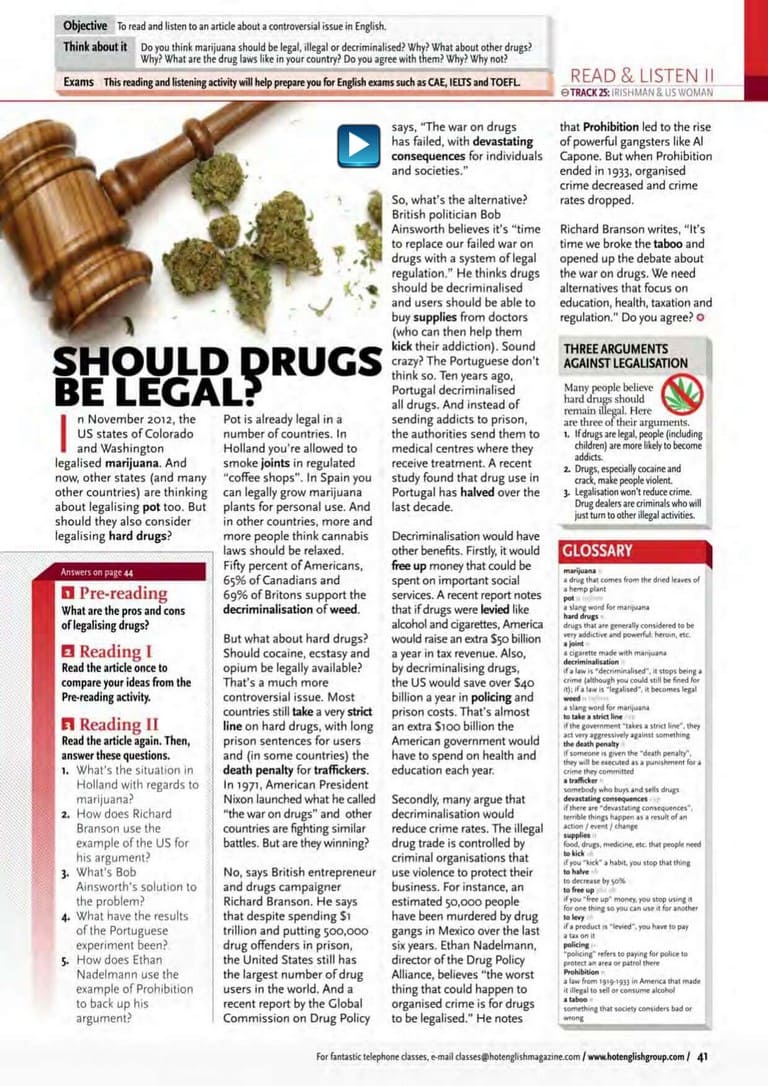 Objective To read and listen to an article about a controversial issue in English.
Think about it Do you think marijuana should be legal, illegal or decriminalised? Why? What about other drugs?
Why? What are the drug laws like in your country? Do you agree with them? Why? Why not?
Exams This reading and listening activity will help prepare you for English exams such as CAE, IELTS and TOEFL.
READ & LISTEN II
TRACK 25: IRISHMAN & US WOMAN
SHOULD DRUGS
BE LEGAL?
In November 2012, the
US states of Colorado
and Washington
legalised marijuana. And
now, other states (and many
other countries) are thinking
about legalising pot too. But
should they also consider
legalising hard drugs?
Pot is already legal in a
number of countries. In
Holland you're allowed to
smoke joints in regulated
"coffee shops". In Spain you
can legally grow marijuana
plants for personal use. And
in other countries, more and
more people think cannabis
laws should be relaxed.
Fifty percent of Americans,
65% of Canadians and
69% of Britons support the
decriminalisation of weed.
But what about hard drugs?
Should cocaine, ecstasy and
opium be legally available?
That's a much more
controversial issue. Most
countries still take a very strict
line on hard drugs, with long
prison sentences for users
and (in some countries) the
death penalty for traffickers.
In 1971, American President
Nixon launched what he called
"the war on drugs" and other
countries are fighting similar
battles. But are they winning?
No, says British entrepreneur
and drugs campaigner
Richard Branson. He says
that despite spending $1
trillion and putting 500,000
drug offenders in prison,
the United States still has
the largest number of drug
users in the world. And a
recent report by the Global
Commission on Drug Policy
says, "The war on drugs
has failed, with devastating
consequences for individuals
and societies."
So, what's the alternative?
British politician Bob
Ainsworth believes it's "time
to replace our failed war on
drugs with a system of legal
regulation." He thinks drugs
should be decriminalised
and users should be able to
buy supplies from doctors
(who can then help them
kick their addiction). Sound
crazy? The Portuguese don't
think so. Ten years ago,
Portugal decriminalised
all drugs. And instead of
sending addicts to prison,
the authorities send them to
medical centres where they
receive treatment. A recent
study found that drug use in
Portugal has halved over the
last decade.
Decriminalisation would have
other benefits. Firstly, it would
free up money that could be
spent on important social
services. A recent report notes
that if drugs were levied like
alcohol and cigarettes, America
would raise an extra $50 billion
a year in tax revenue. Also,
by decriminalising drugs,
the US would save over $40
billion a year in policing and
prison costs. That's almost
an extra $100 billion the
American government would
have to spend on health and
education each year.
Secondly, many argue that
decriminalisation would
reduce crime rates. The illegal
drug trade is controlled by
criminal organisations that
use violence to protect their
business. For instance, an
estimated 50,000 people
have been murdered by drug
gangs in Mexico over the last
six years. Ethan Nadelmann,
director of the Drug Policy
Alliance, believes "the worst
thing that could happen to
organised crime is for drugs
to be legalised." He notes
that Prohibition led to the rise
of powerful gangsters like Al
Capone. But when Prohibition
ended in 1933, organised
crime decreased and crime
rates dropped.
Richard Branson writes, "It's
time we broke the taboo and
opened up the debate about
the war on drugs. We need
alternatives that focus on
education, health, taxation and
regulation." Do you agree?
THREE ARGUMENTS
AGAINST LEGALISATION
Many people believe
hard drugs should
remain illegal. Here
are three of their arguments.
1. If drugs are legal, people (including
children) are more likely to become
addicts.
2. Drugs, especially cocaine and
crack, make people violent.
3. Legalisation won't reduce crime.
Drug dealers are criminals who will
just turn to other illegal activities.
Answers on page 44
1 Pre-reading
What are the pros and cons
of legalising drugs?
2 Reading I
Read the article once to
compare your ideas from the
Pre-reading activity.
3 Reading II
Read the article again. Then,
answer these questions.
1. What's the situation in
Holland with regards to
marijuana?
2. How does Richard
Branson use the
example of the US for
his argument?
3. What's Bob
Ainsworth's solution to
the problem?
4. What have the results
of the Portuguese
experiment been?
5. How does Ethan
Nadelmann use the
example of Prohibition
to back up his
argument?
GLOSSARY
marijuana
a drug that comes from the dried leaves of
a hemp plant
pot
a slang word for marijuana
hard drugs
drugs that are generally considered to be
very addictive and powerful: heroin, etc.
a joint
a cigarette made with marijuana
decriminalisation
if a law is "decriminalised", it stops being a
crime (although you could still be fined for
it); if a law is "legalised", it becomes legal
weed
a slang word for marijuana
to take a strict line
if the government "takes a strict line", they
act very aggressively against something
the death penalty
if someone is given the "death penalty",
they will be executed as a punishment for a
crime they committed
a trafficker
somebody who buys and sells drugs
devastating consequences
if there are "devastating consequences",
terrible things happen as a result of an
action / event / change
supplies
food, drugs, medicine, etc. that people need
to kick
if you "kick" a habit, you stop that thing
to halve
to decrease by 50%
to free up
if you "free up" money, you stop using it
for one thing so you can use it for another
to levy
if a product is "levied", you have to pay
a tax on it
policing
"policing" refers to paying for police to
protect an area or patrol there
Prohibition
a law from 1919-1933 in America that made
it illegal to sell or consume alcohol
a taboo
something that society considers bad or
wrong
For fantastic telephone classes, e-mail classes@hotenglishmagazine.com / www.hotenglishgroup.com / 41